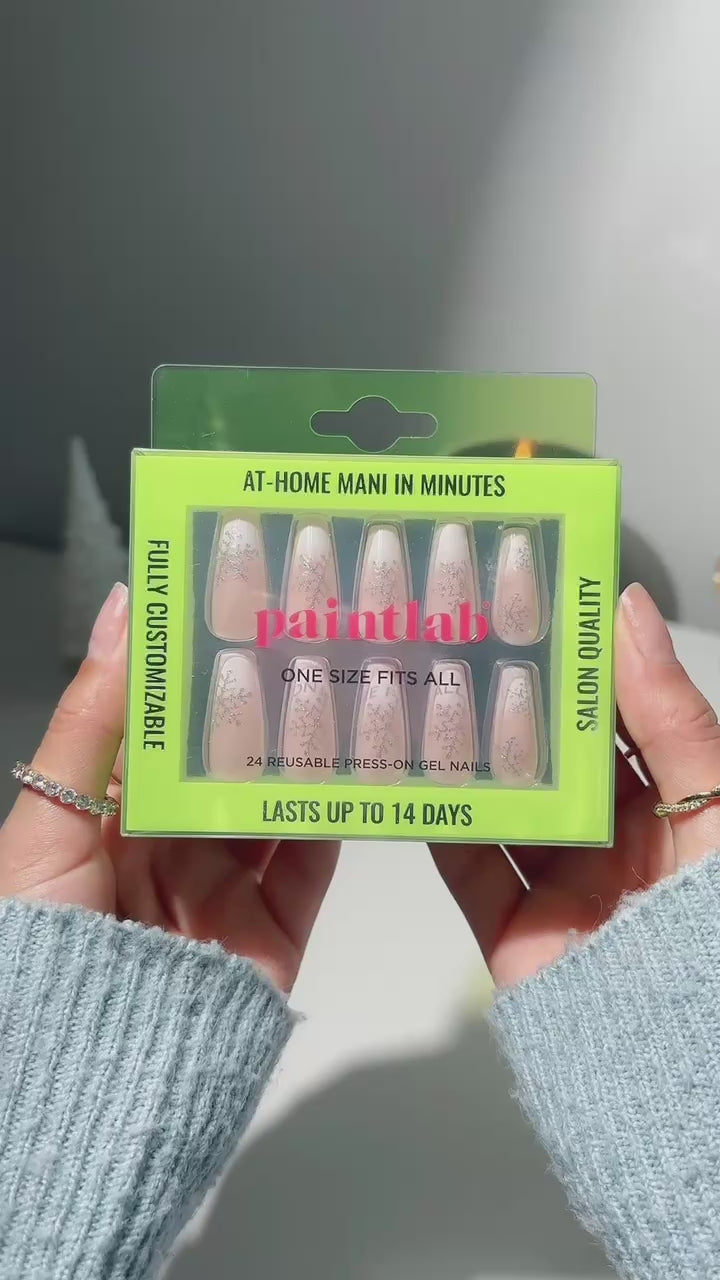 AT-HOME MANI IN MINUTES
FULLY CUSTOMIZABLE
paintlab
ONE SIZE FITS ALL
24 REUSABLE PRESS-ON GEL NAILS
SALON QUALITY
LASTS UP TO 14 DAYS